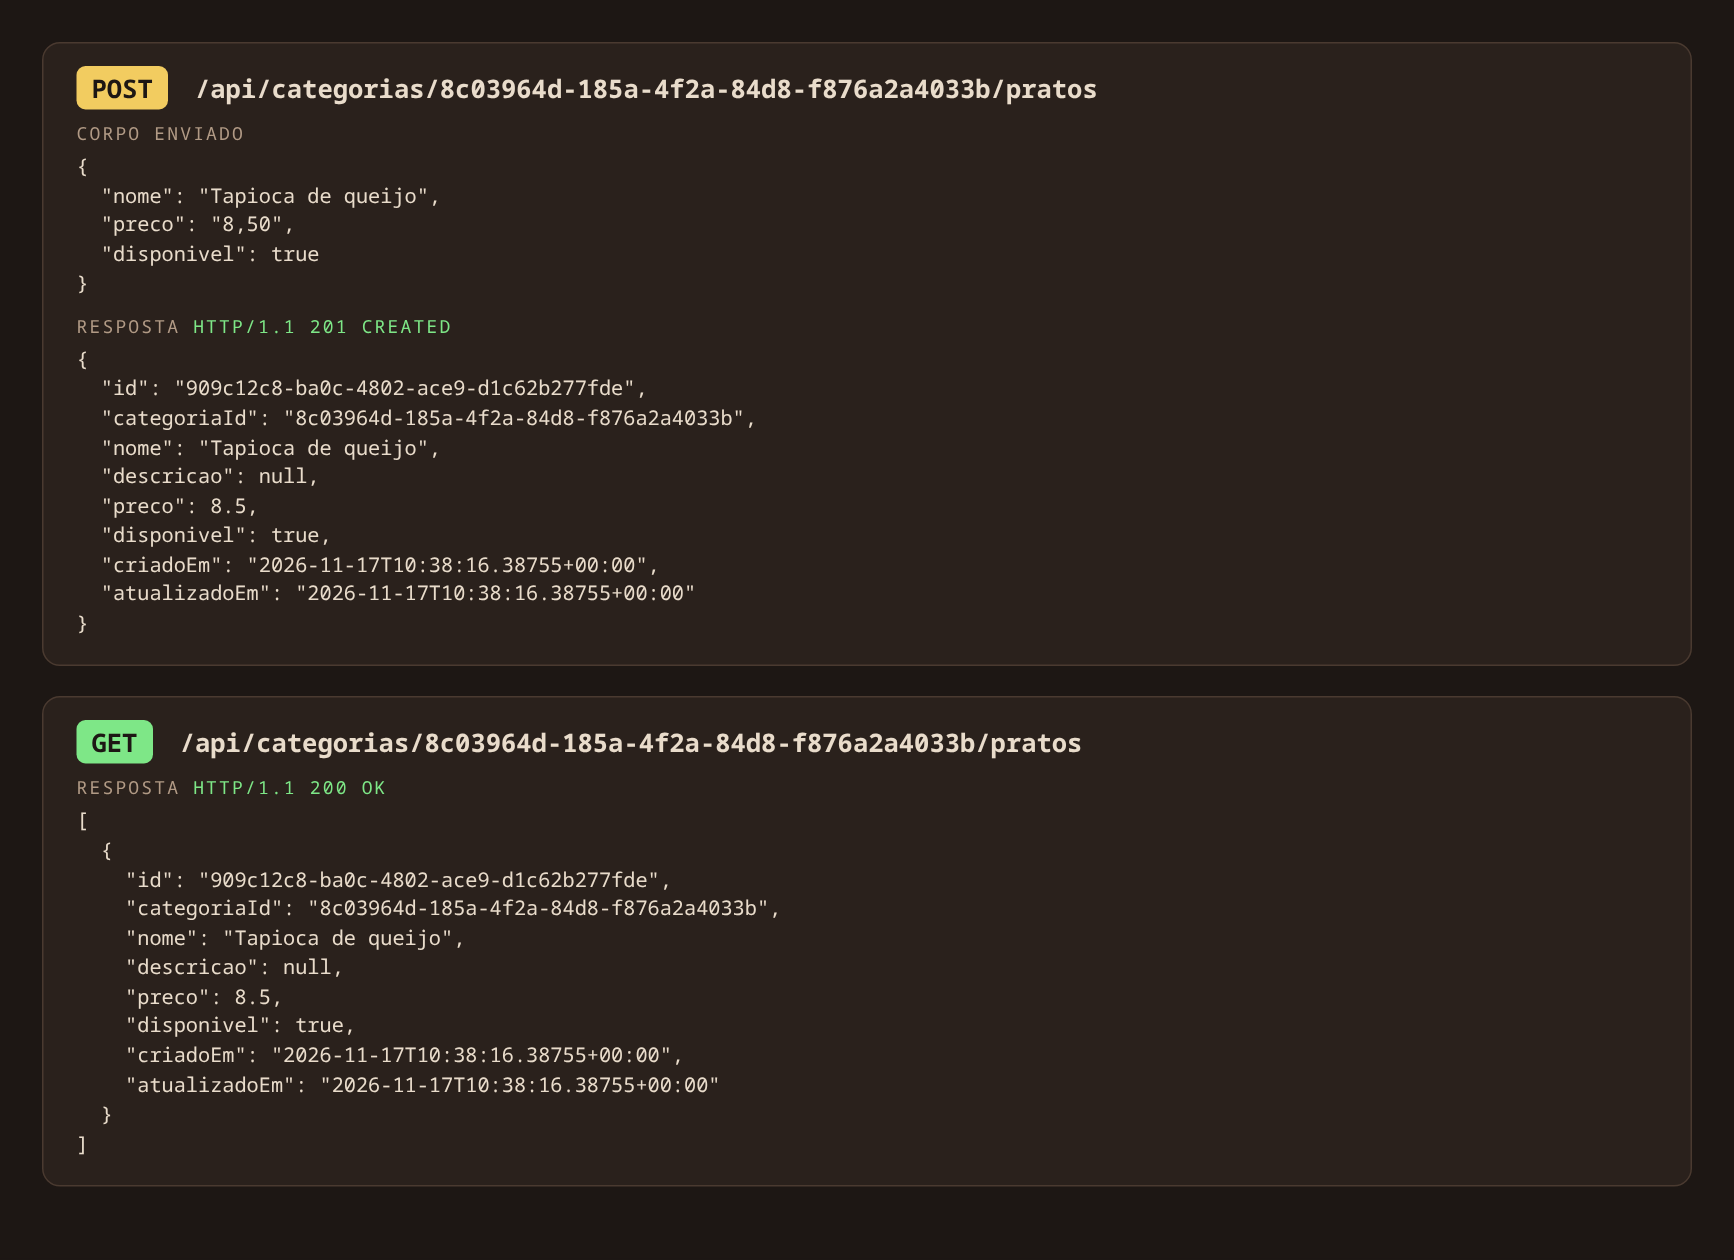 POST /api/categorias/8c03964d-185a-4f2a-84d8-f876a2a4033b/pratos
CORPO ENVIADO
{
  "nome": "Tapioca de queijo",
  "preco": "8,50",
  "disponivel": true
}
RESPOSTA HTTP/1.1 201 CREATED
{
  "id": "909c12c8-ba0c-4802-ace9-d1c62b277fde",
  "categoriaId": "8c03964d-185a-4f2a-84d8-f876a2a4033b",
  "nome": "Tapioca de queijo",
  "descricao": null,
  "preco": 8.5,
  "disponivel": true,
  "criadoEm": "2026-11-17T10:38:16.38755+00:00",
  "atualizadoEm": "2026-11-17T10:38:16.38755+00:00"
}
GET /api/categorias/8c03964d-185a-4f2a-84d8-f876a2a4033b/pratos
RESPOSTA HTTP/1.1 200 OK
[
  {
    "id": "909c12c8-ba0c-4802-ace9-d1c62b277fde",
    "categoriaId": "8c03964d-185a-4f2a-84d8-f876a2a4033b",
    "nome": "Tapioca de queijo",
    "descricao": null,
    "preco": 8.5,
    "disponivel": true,
    "criadoEm": "2026-11-17T10:38:16.38755+00:00",
    "atualizadoEm": "2026-11-17T10:38:16.38755+00:00"
  }
]